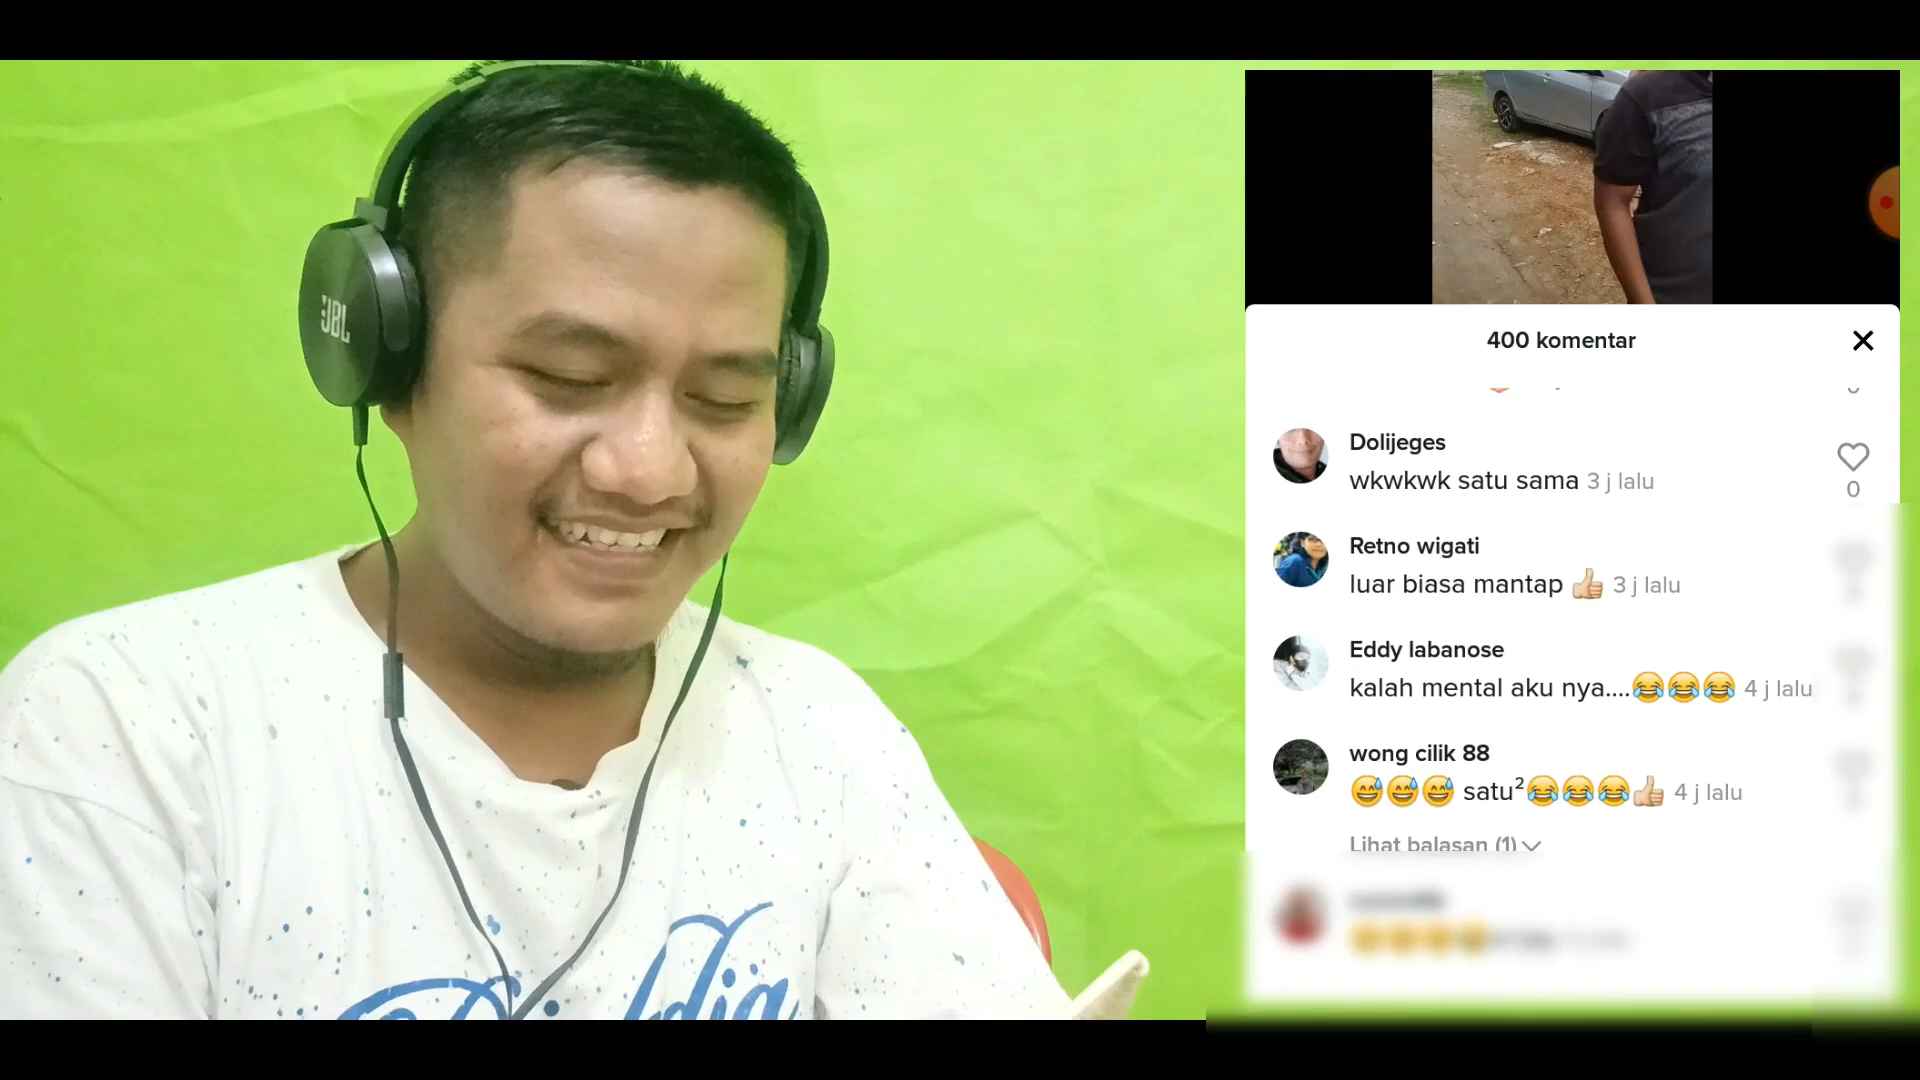 JBL
400 komentar
Dolijeges
wkwkwk satu sama 3 j lalu
0
Retno wigati
luar biasa mantap 👍🏼 3 j lalu
Eddy labanose
kalah mental aku nya....😂😂😂 4 j lalu
wong cilik 88
😅😅😅 satu²😂😂😂👍🏼 4 j lalu
Lihat balasan (1)